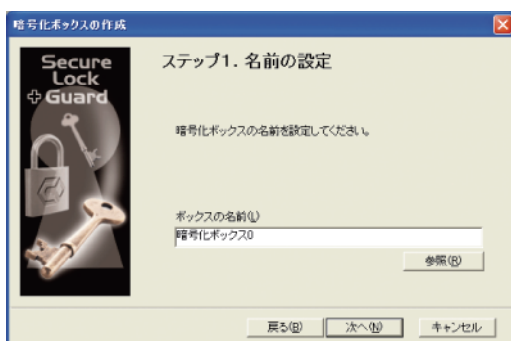 暗号化ボックスの作成
Secure
Lock
+ Guard
ステップ1. 名前の設定
暗号化ボックスの名前を設定してください。
ボックスの名前(L)
暗号化ボックス0
参照(R)
戻る(B)
次へ(N)
キャンセル